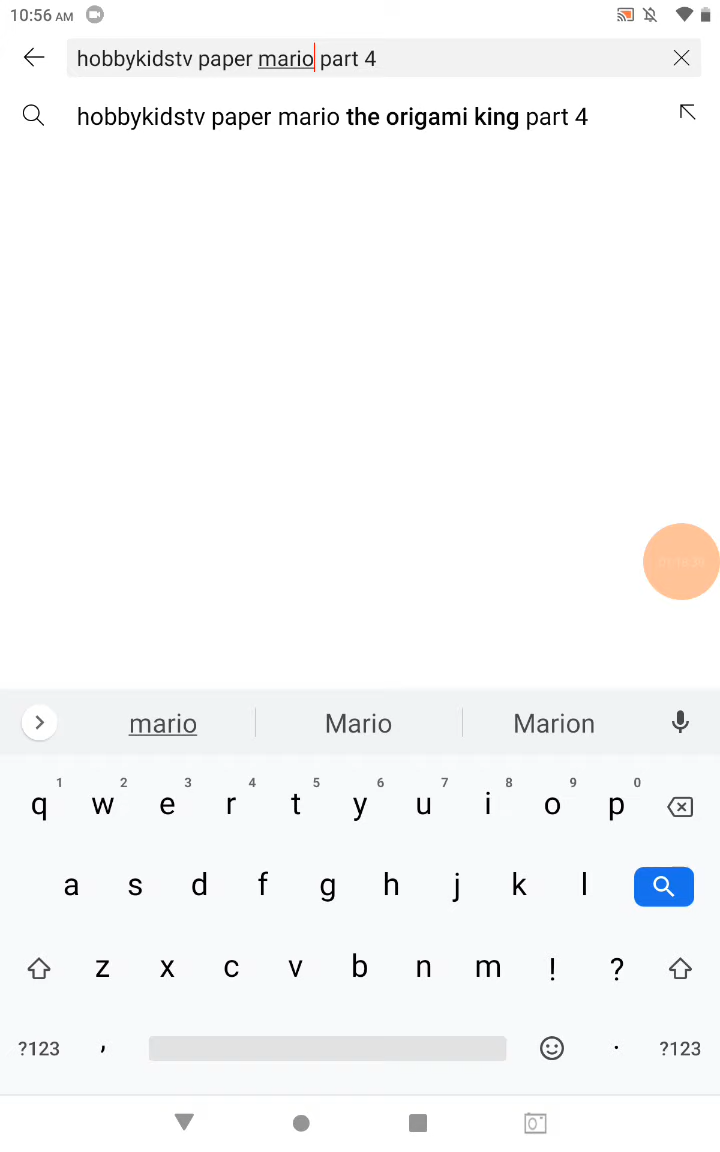 10:56 AM
hobbykidstv paper mario part 4
hobbykidstv paper mario the origami king part 4
mario Mario Marion
1 2 3 4 5 6 7 8 9 0
q w e r t y u i o p
a s d f g h j k l
z x c v b n m ! ?
?123 , . ?123